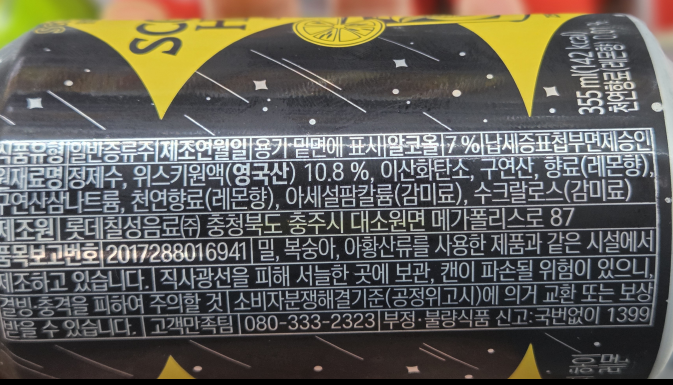 355 ml(142 kcal)
천연향료(레몬향)
식품유형 일반증류주 제조연월일 용기 밑면에 표시 알코올 7 % 납세증표첩부면제승인
원재료명 정제수, 위스키원액(영국산) 10.8 %, 이산화탄소, 구연산, 향료(레몬향),
구연산삼나트륨, 천연향료(레몬향), 아세설팜칼륨(감미료), 수크랄로스(감미료)
제조원 롯데칠성음료㈜ 충청북도 충주시 대소원면 메가폴리스로 87
품목보고번호 2017288016941 밀, 복숭아, 아황산류를 사용한 제품과 같은 시설에서
제조하고 있습니다. 직사광선을 피해 서늘한 곳에 보관, 캔이 파손될 위험이 있으니,
결빙·충격을 피하여 주의할 것 소비자분쟁해결기준(공정위고시)에 의거 교환 또는 보상
받을 수 있습니다. 고객만족팀 080-333-2323 부정·불량식품 신고:국번없이 1399